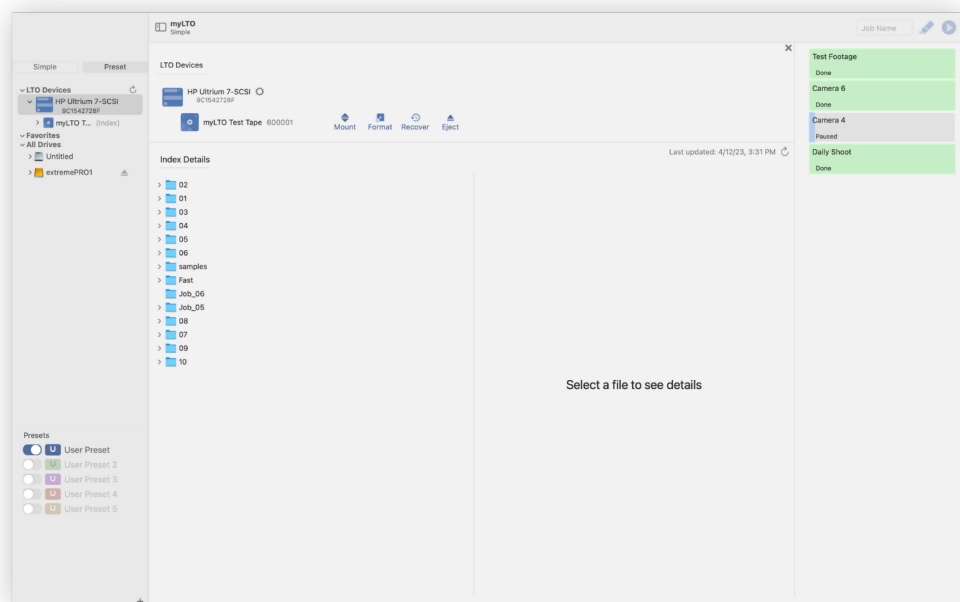 myLTO
Simple
Job Name
Simple
Preset
LTO Devices
HP Ultrium 7-SCSI
9C1542728F
myLTO T... (Index)
Favorites
All Drives
Untitled
extremePRO1
Presets
U User Preset
U User Preset 2
U User Preset 3
U User Preset 4
U User Preset 5
+
LTO Devices
HP Ultrium 7-SCSI
9C1542728F
myLTO Test Tape 600001
Mount
Format
Recover
Eject
Last updated: 4/12/23, 3:31 PM
Index Details
02
01
03
04
05
06
samples
Fast
Job_06
Job_05
08
07
09
10
Select a file to see details
Test Footage
Done
Camera 6
Done
Camera 4
Paused
Daily Shoot
Done